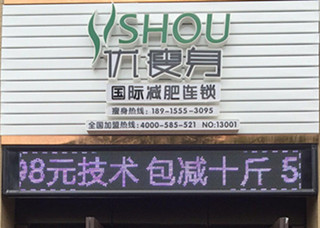 SHOU
优瘦身
国际减肥连锁
瘦身热线: 189-1555-3095
全国加盟热线: 4000-585-521 NO:13001
98元技术 包减十斤 5